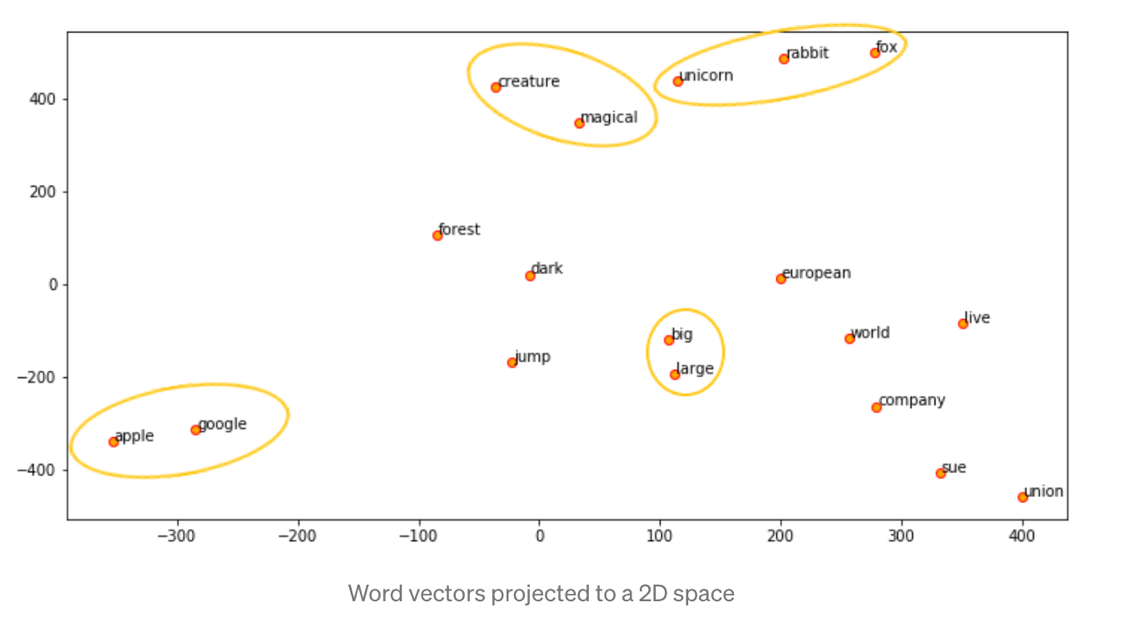 rabbit
fox
unicorn
creature
400
magical
200
forest
dark
european
0
live
world
big
jump
large
−200
company
google
apple
sue
−400
union
−300
−200
−100
0
100
200
300
400
Word vectors projected to a 2D space